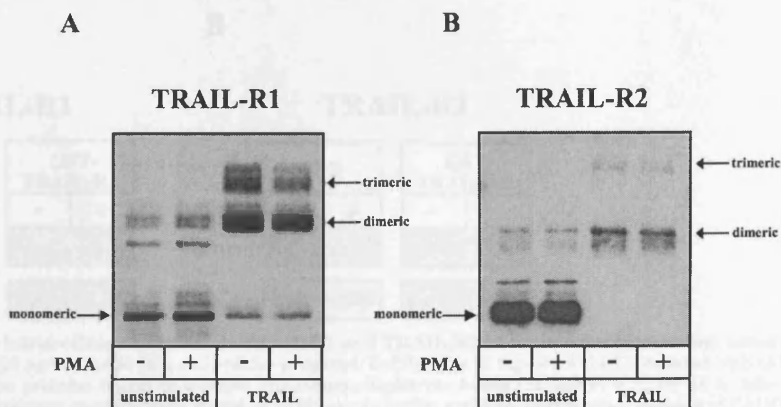 A
B
TRAIL-R1
TRAIL-R2
trimeric
dimeric
monomeric
trimeric
dimeric
monomeric
PMA - + - +
unstimulated TRAIL
PMA - + - +
unstimulated TRAIL